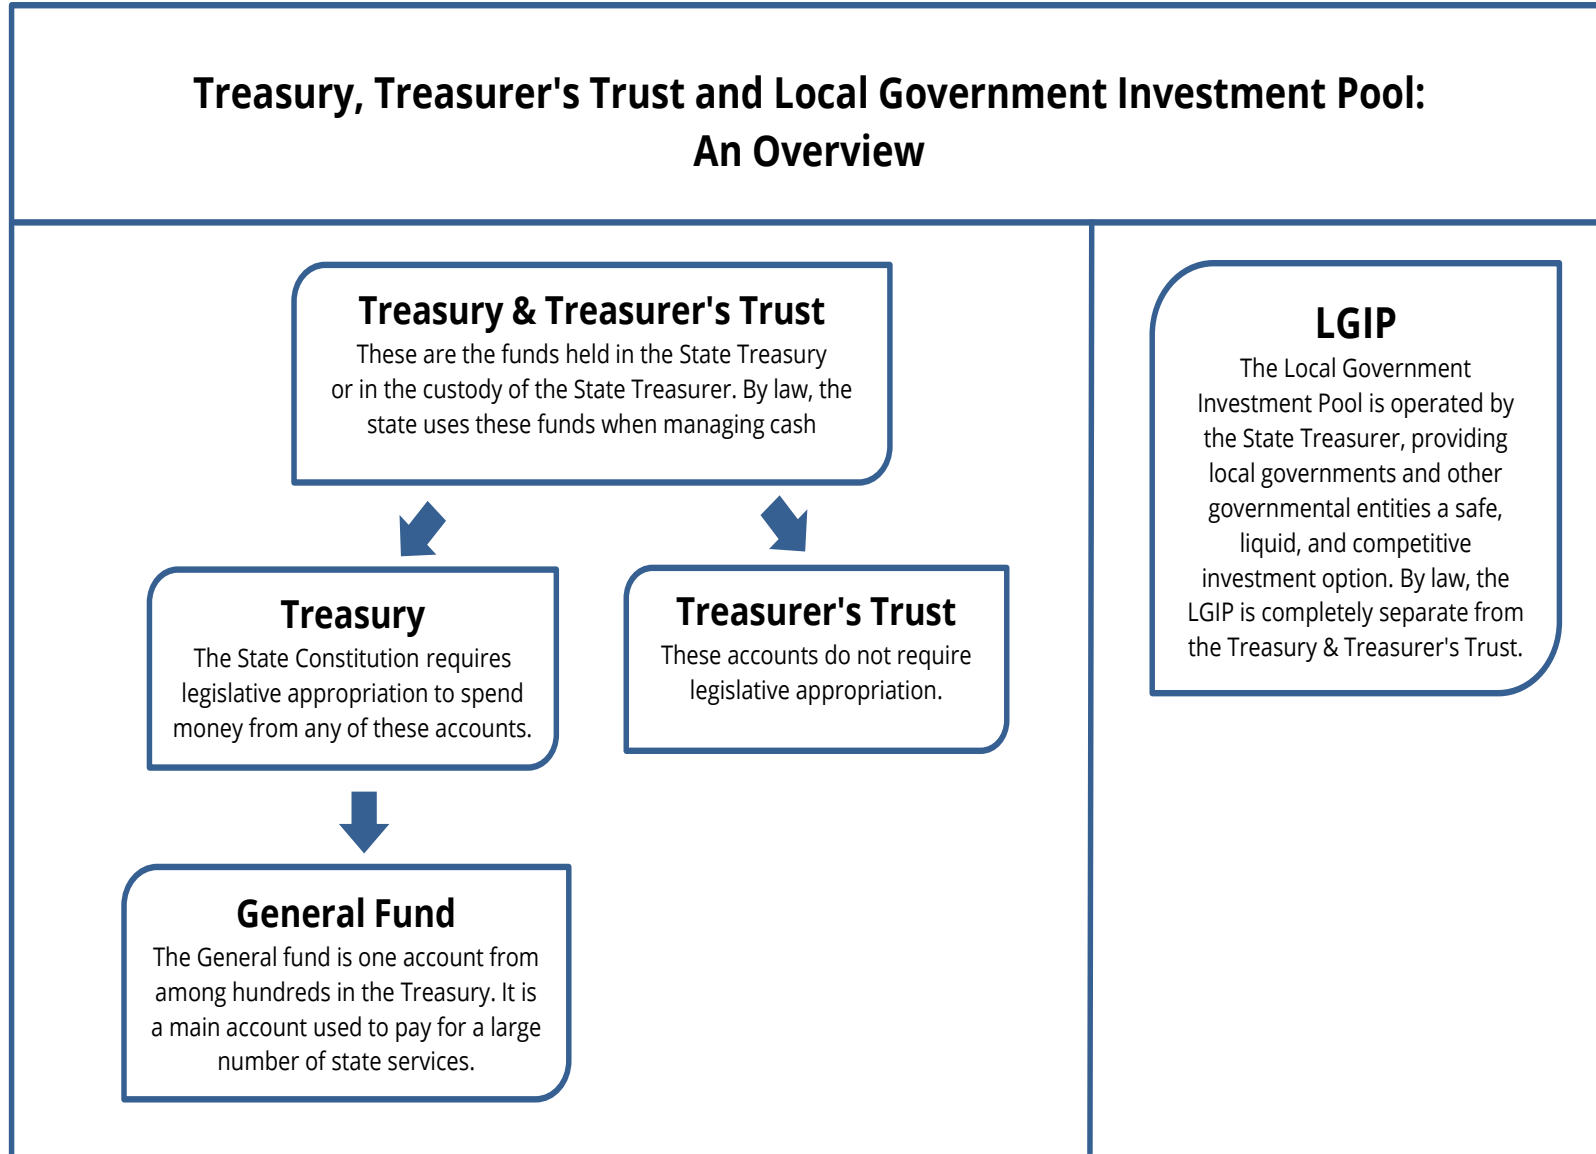 Treasury, Treasurer's Trust and Local Government Investment Pool:
An Overview
Treasury & Treasurer's Trust
These are the funds held in the State Treasury
or in the custody of the State Treasurer. By law, the
state uses these funds when managing cash
Treasury
The State Constitution requires
legislative appropriation to spend
money from any of these accounts.
Treasurer's Trust
These accounts do not require
legislative appropriation.
General Fund
The General fund is one account from
among hundreds in the Treasury. It is
a main account used to pay for a large
number of state services.
LGIP
The Local Government
Investment Pool is operated by
the State Treasurer, providing
local governments and other
governmental entities a safe,
liquid, and competitive
investment option. By law, the
LGIP is completely separate from
the Treasury & Treasurer's Trust.